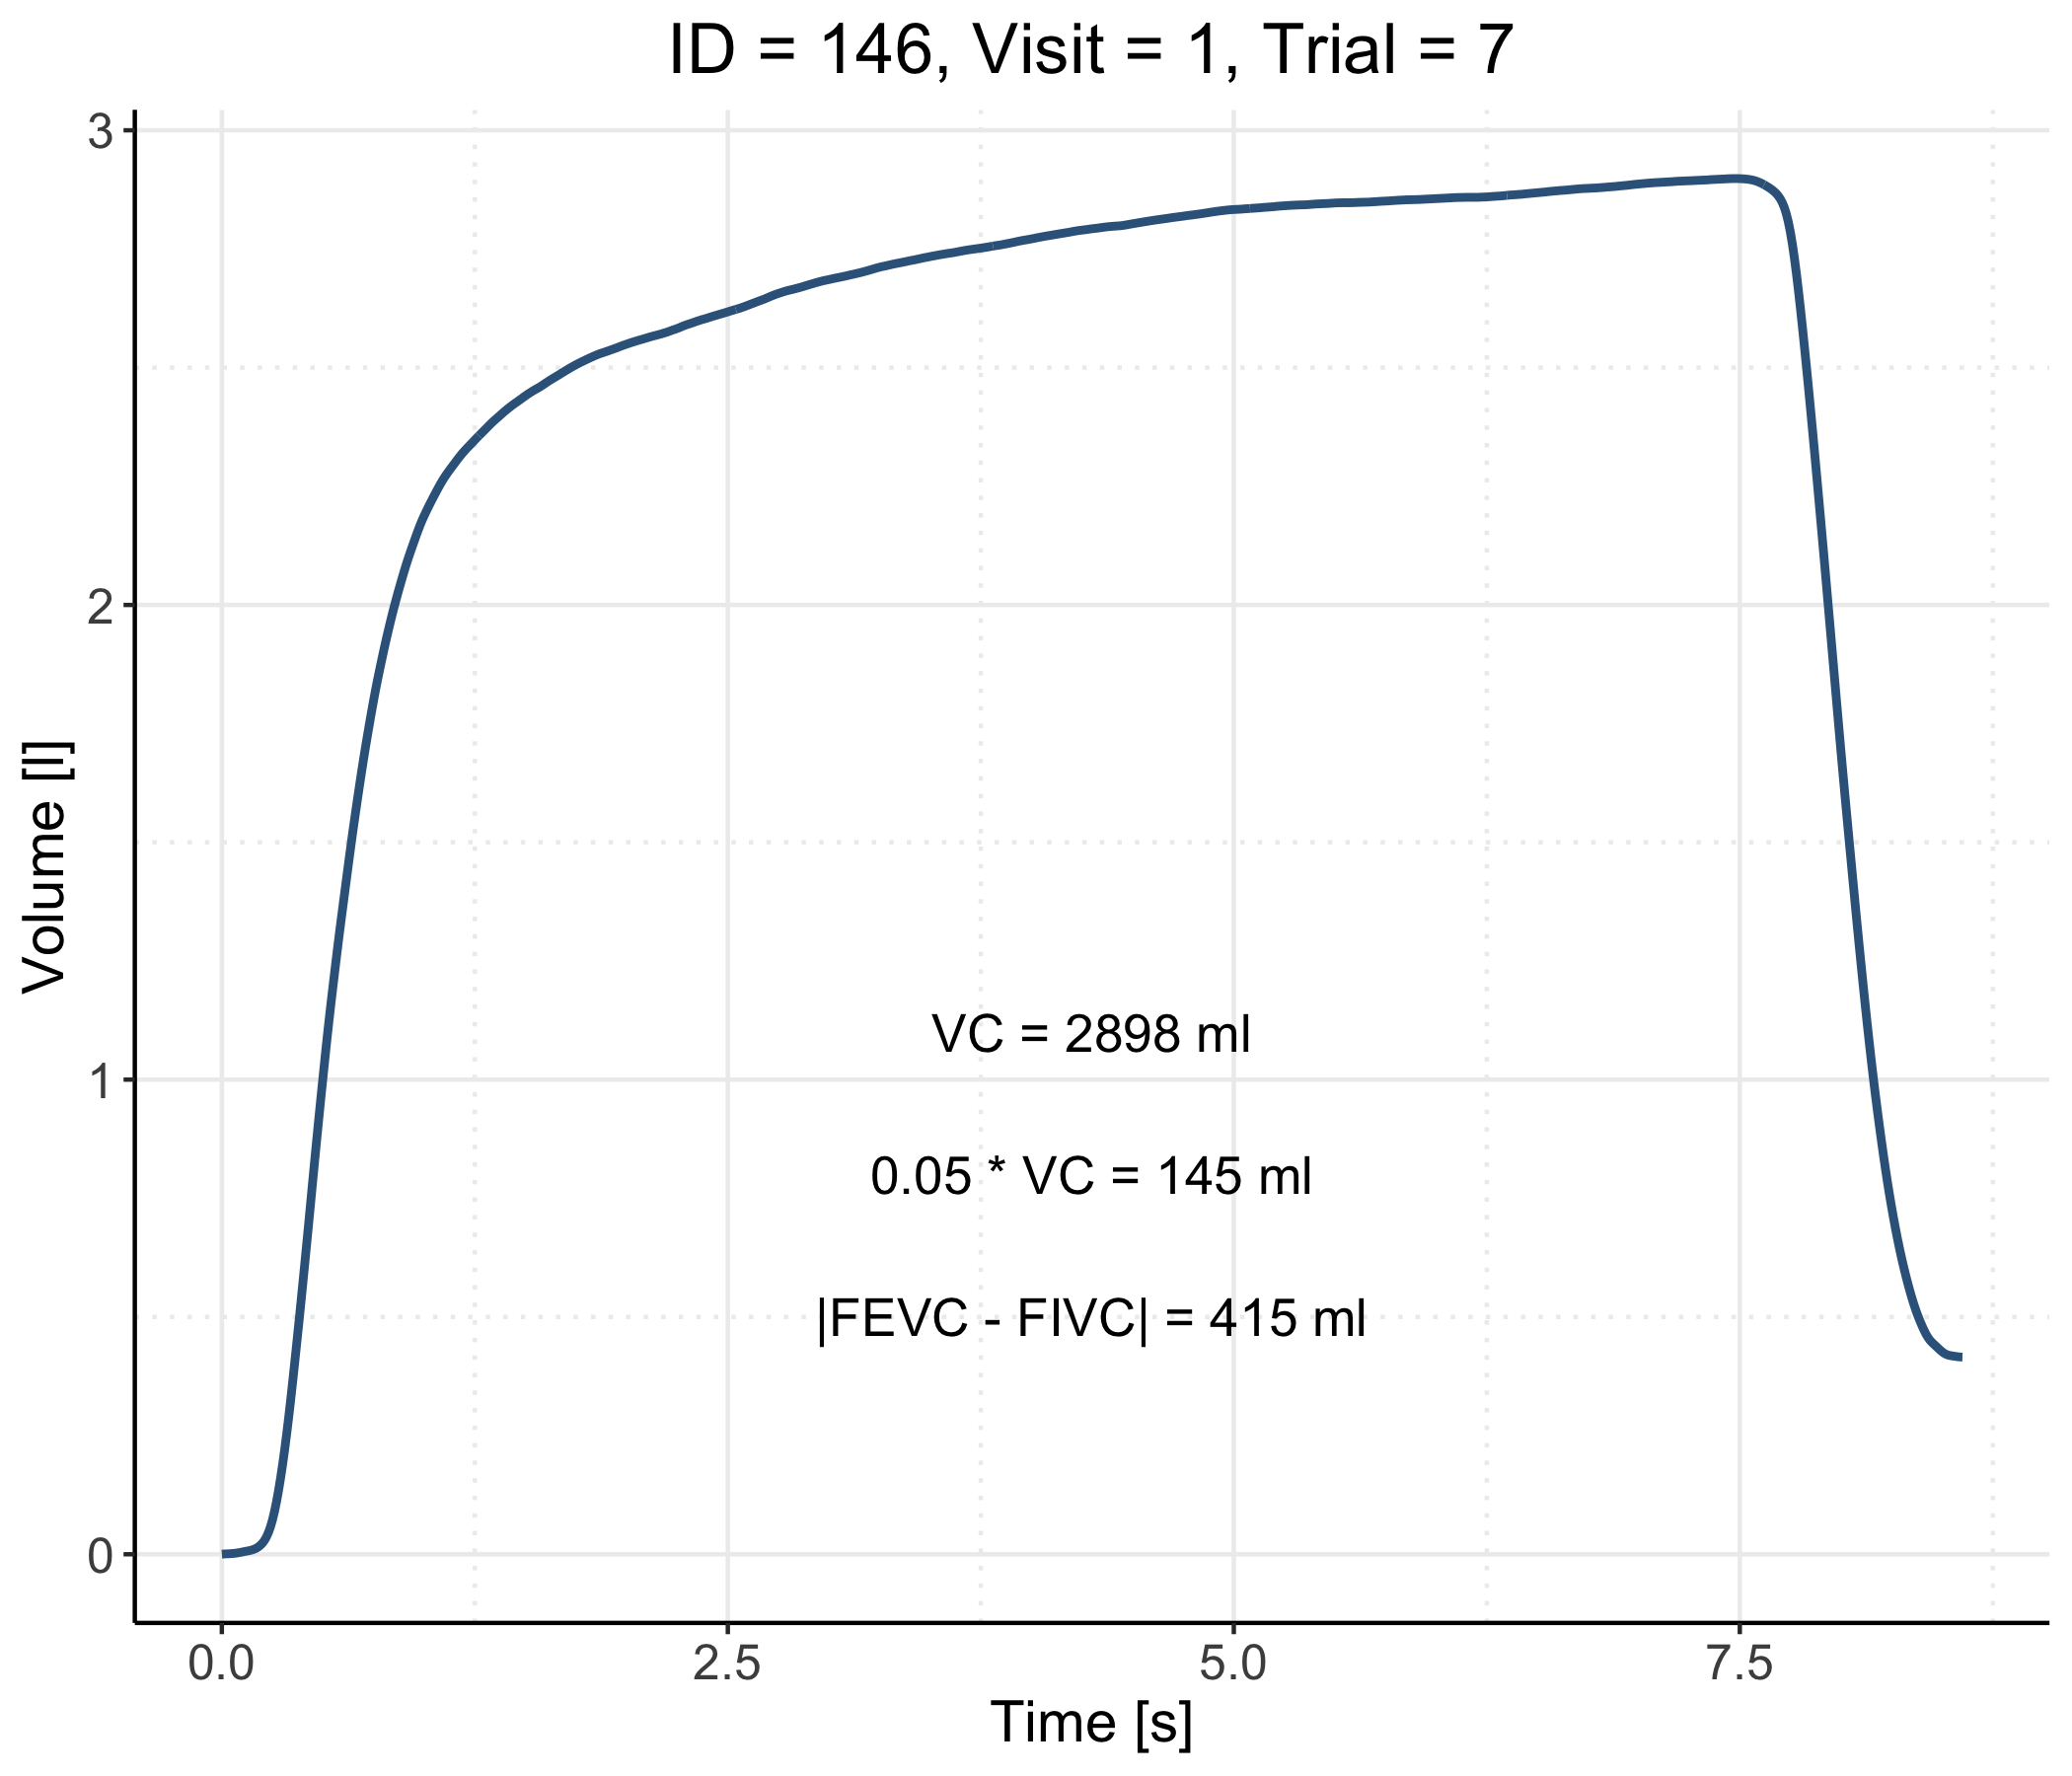 ID = 146, Visit = 1, Trial = 7
3
2
1
0
Volume [l]
VC = 2898 ml
0.05 * VC = 145 ml
|FEVC - FIVC| = 415 ml
0.0 2.5 5.0 7.5
Time [s]